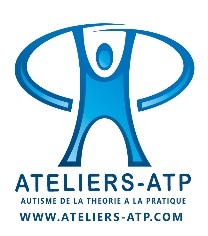 ATELIERS-ATP
AUTISME DE LA THEORIE A LA PRATIQUE
WWW.ATELIERS-ATP.COM